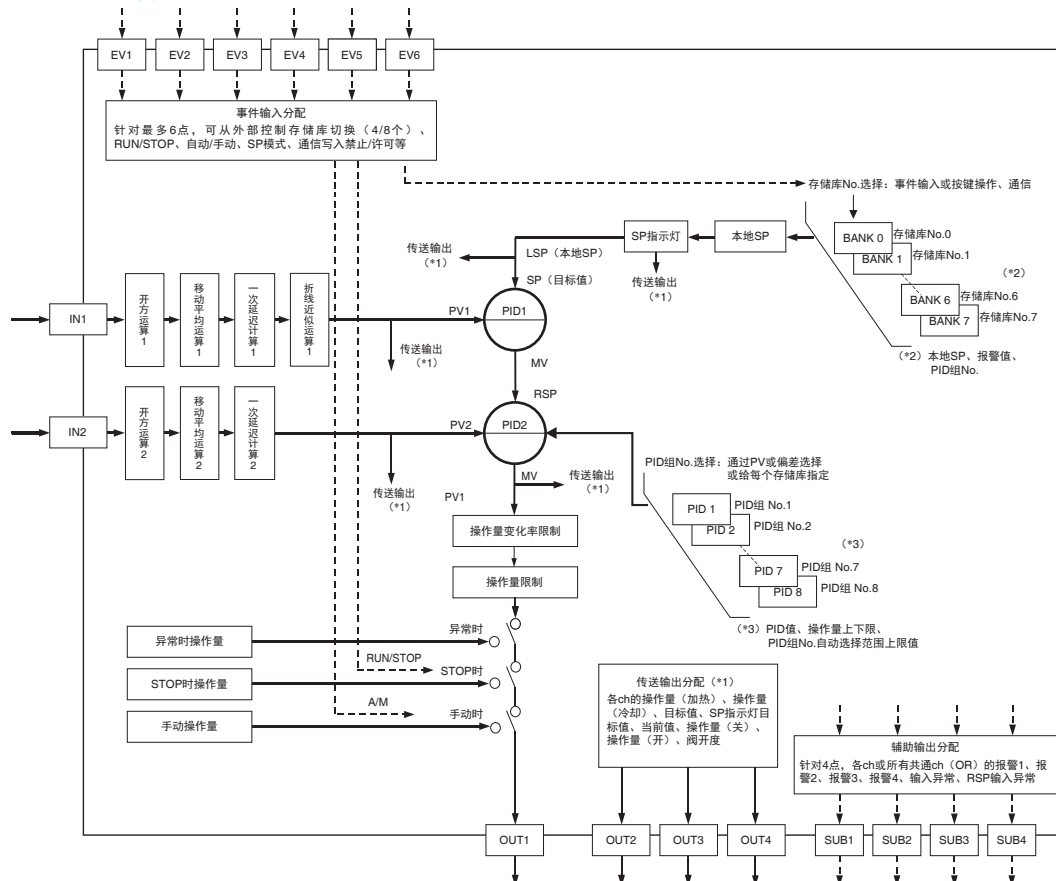 EV1
EV2
EV3
EV4
EV5
EV6
事件输入分配
针对最多6点，可从外部控制存储库切换（4/8个）、
RUN/STOP、自动/手动、SP模式、通信写入禁止/许可等
存储库No.选择：事件输入或按键操作、通信
BANK 0
存储库No.0
BANK 1
存储库No.1
（*2）
BANK 6
存储库No.6
BANK 7
存储库No.7
（*2）本地SP、报警值、
PID组No.
本地SP
SP指示灯
传送输出
（*1）
LSP（本地SP）
传送输出
（*1）
SP（目标值）
IN1
开方运算1
移动平均运算1
一次延迟计算1
折线近似运算1
PV1
PID1
传送输出
（*1）
MV
RSP
IN2
开方运算2
移动平均运算2
一次延迟计算2
PV2
PID2
传送输出
（*1）
MV
传送输出
（*1）
PV1
PID组No.选择：通过PV或偏差选择
或给每个存储库指定
PID 1
PID组 No.1
PID 2
PID组 No.2
（*3）
PID 7
PID组 No.7
PID 8
PID组 No.8
（*3）PID值、操作量上下限、
PID组No.自动选择范围上限值
操作量变化率限制
操作量限制
异常时操作量
异常时
RUN/STOP
STOP时操作量
STOP时
A/M
手动操作量
手动时
传送输出分配（*1）
各ch的操作量（加热）、操作量
（冷却）、目标值、SP指示灯目
标值、当前值、操作量（关）、
操作量（开）、阀开度
辅助输出分配
针对4点，各ch或所有共通ch（OR）的报警1、报
警2、报警3、报警4、输入异常、RSP输入异常
OUT1
OUT2
OUT3
OUT4
SUB1
SUB2
SUB3
SUB4